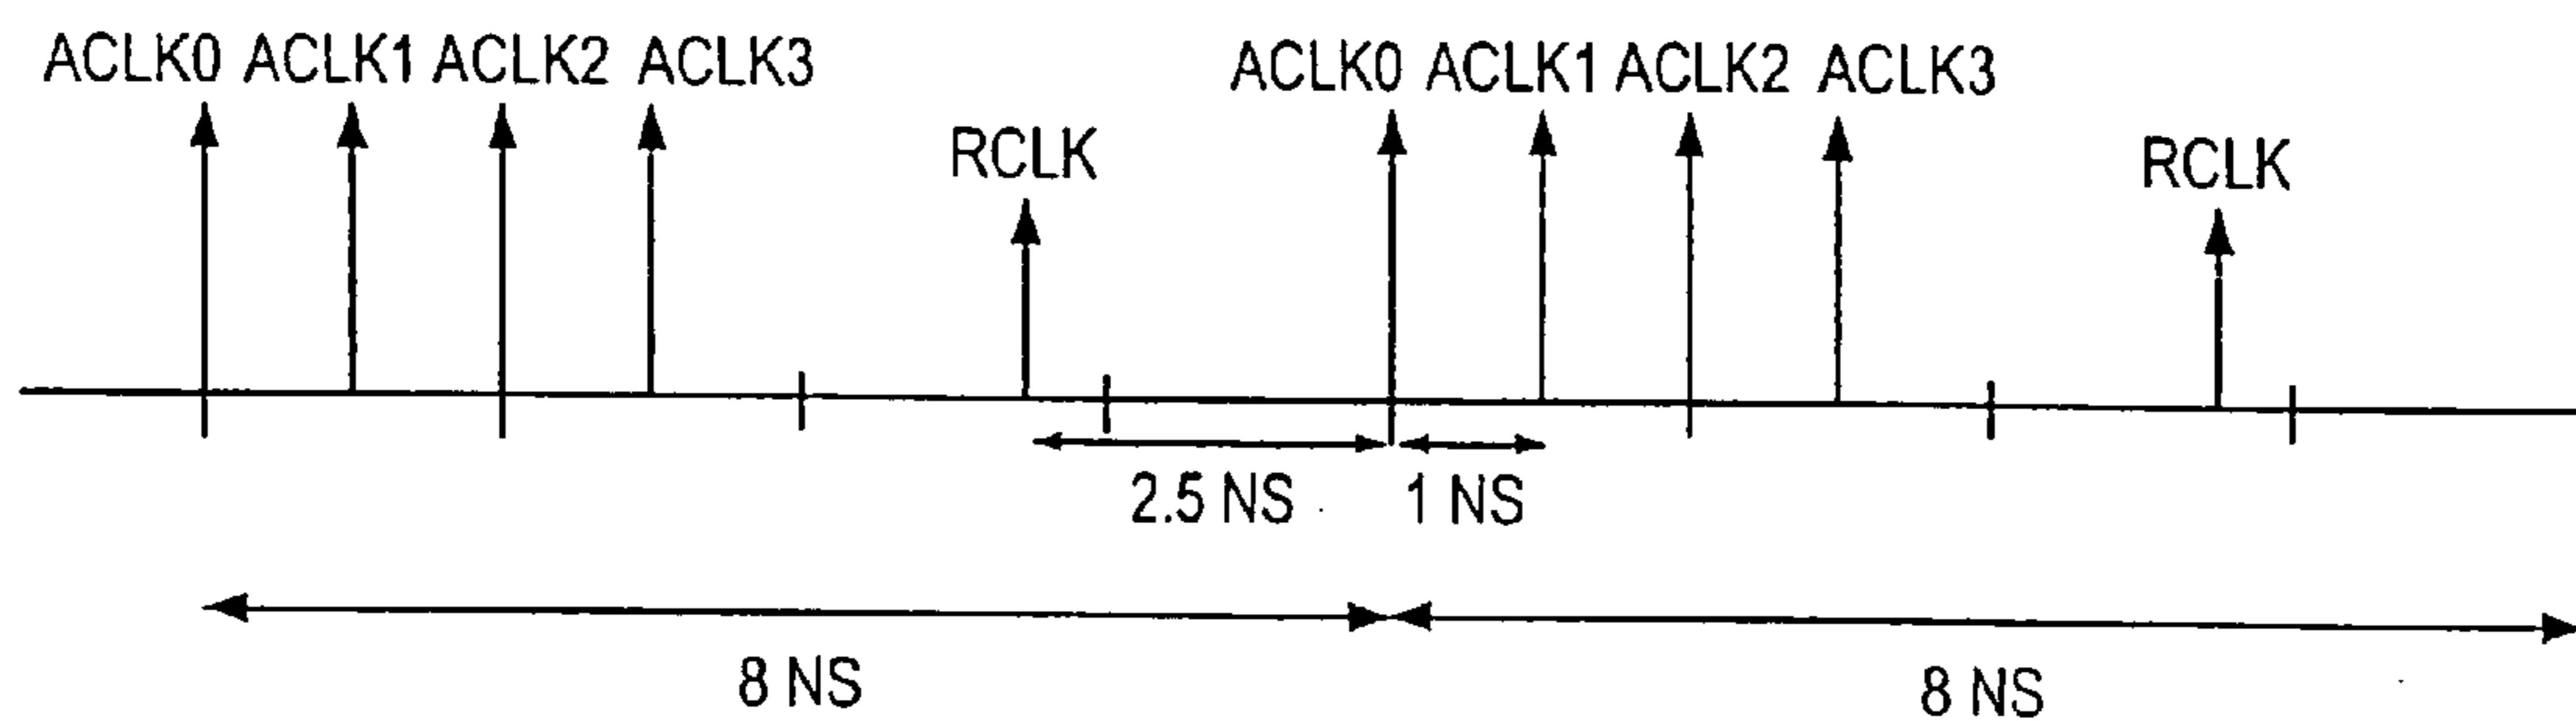 ACLK0 ACLK1 ACLK2 ACLK3 ACLK0 ACLK1 ACLK2 ACLK3
RCLK RCLK
2.5 NS 1 NS
8 NS 8 NS